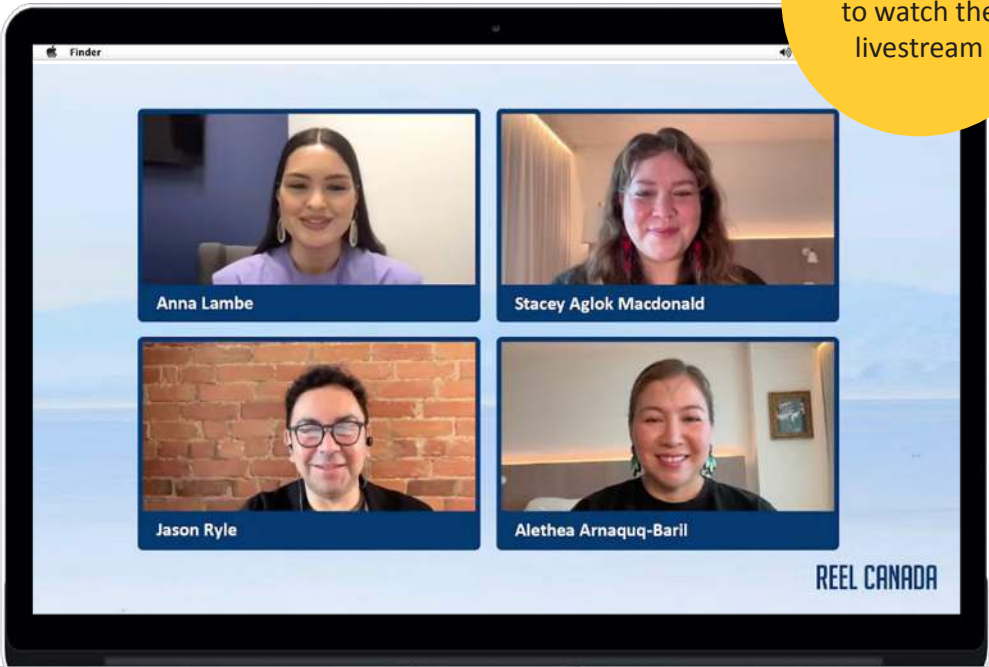 to watch the
livestream
Finder
Anna Lambe
Stacey Aglok Macdonald
Jason Ryle
Alethea Arnaquq-Baril
REEL CANADA